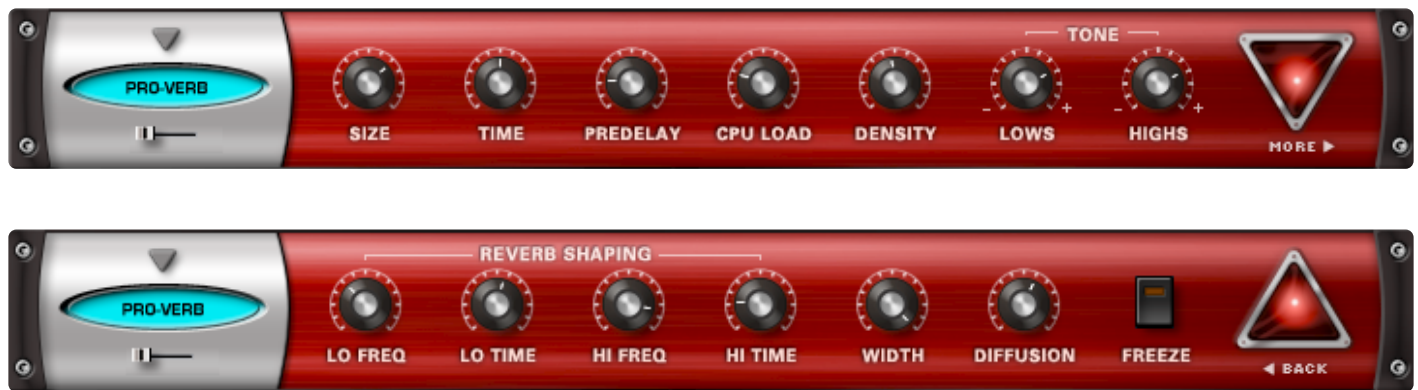 TONE
PRO-VERB
SIZE TIME PREDELAY CPU LOAD DENSITY - LOWS + - HIGHS +
MORE ▶
REVERB SHAPING
PRO-VERB
LO FREQ LO TIME HI FREQ HI TIME WIDTH DIFFUSION FREEZE
◀ BACK